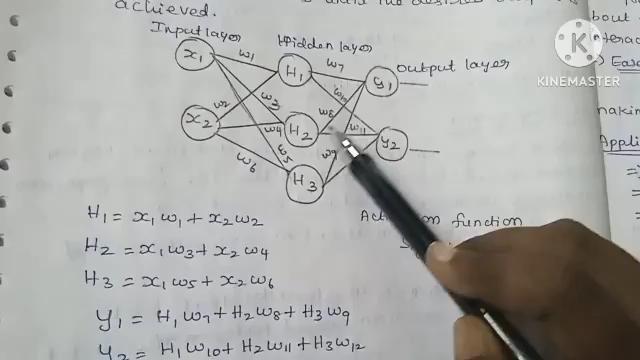 achieved.
Input layer
Hidden layer
Output layer
x1
x2
H1
H2
H3
y1
y2
w1
w2
w3
w4
w5
w6
w7
w8
w9
w10
w11
H1 = x1w1 + x2w2
H2 = x1w3 + x2w4
H3 = x1w5 + x2w6
y1 = H1w7 + H2w8 + H3w9
y2 = H1w10 + H2w11 + H3w12
function
bout
KINEMASTER